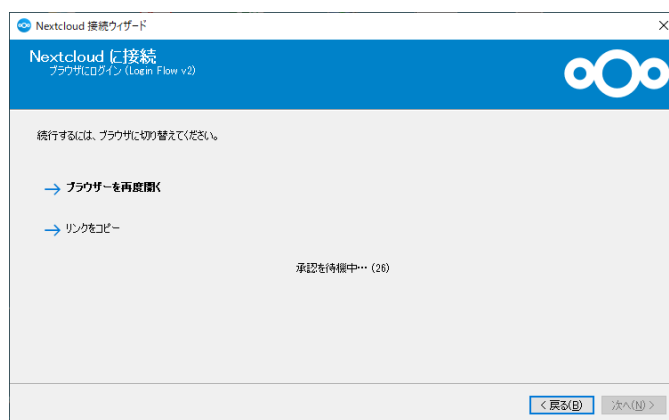 Nextcloud 接続ウィザード
Nextcloud に接続
ブラウザにログイン (Login Flow v2)
続行するには、ブラウザに切り替えてください。
→ ブラウザーを再度開く
→ リンクをコピー
承認を待機中… (26)
< 戻る(B)
次へ(N) >